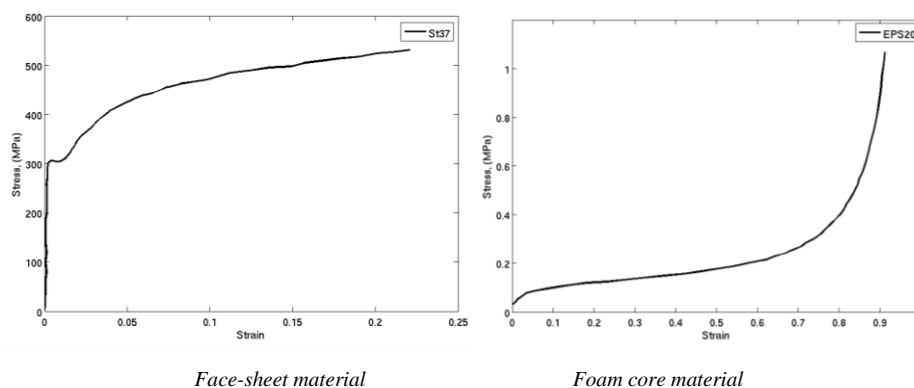 600
500
400
300
200
100
0
Stress, (MPa)
St37
0 0.05 0.1 0.15 0.2 0.25
Strain
1
0.8
0.6
0.4
0.2
0
Stress, (MPa)
EPS20
0 0.1 0.2 0.3 0.4 0.5 0.6 0.7 0.8 0.9
Strain
Face-sheet material Foam core material